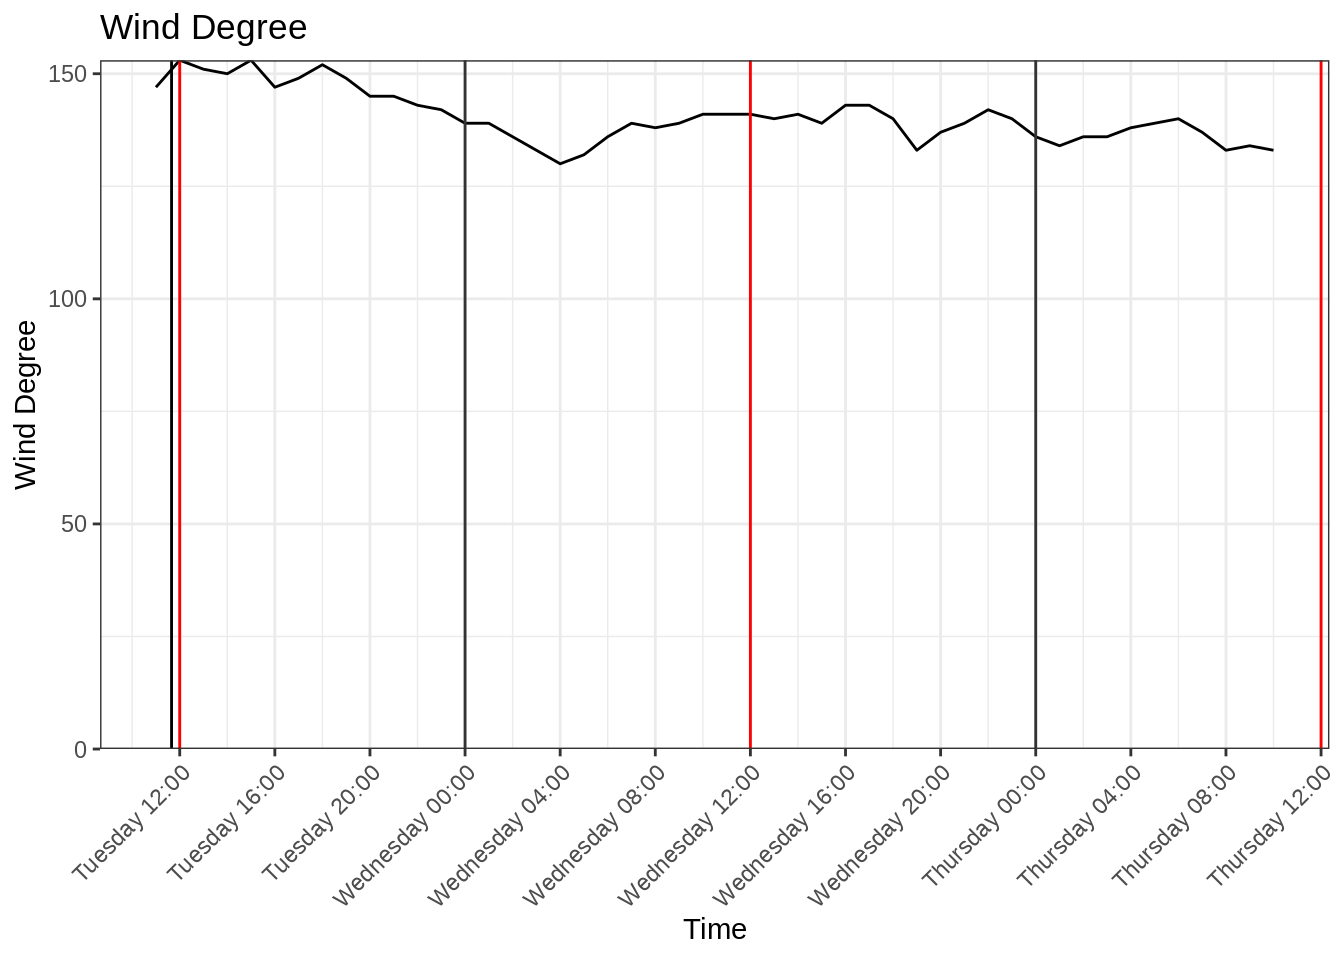 Wind Degree
150
100
50
0
Wind Degree
Tuesday 12:00
Tuesday 16:00
Tuesday 20:00
Wednesday 00:00
Wednesday 04:00
Wednesday 08:00
Wednesday 12:00
Wednesday 16:00
Wednesday 20:00
Thursday 00:00
Thursday 04:00
Thursday 08:00
Thursday 12:00
Time